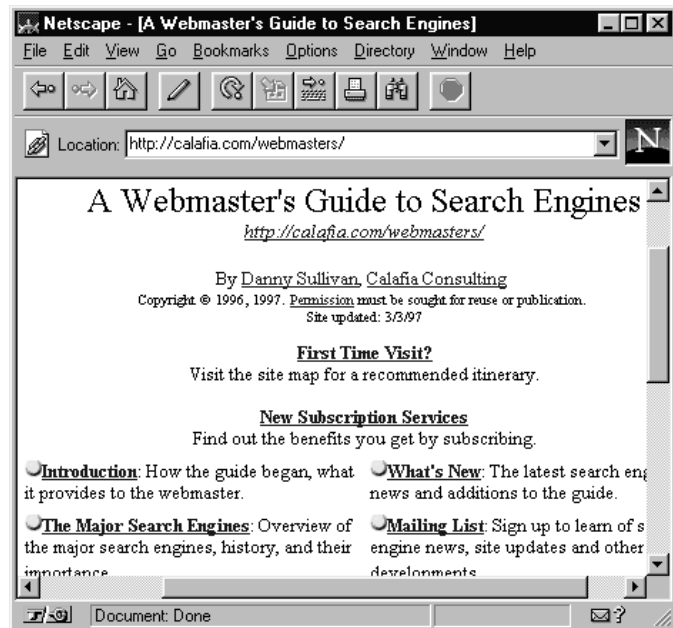 Netscape - [A Webmaster's Guide to Search Engines]
File Edit View Go Bookmarks Options Directory Window Help
Location: http://calafia.com/webmasters/
N
A Webmaster's Guide to Search Engines
http://calafia.com/webmasters/
By Danny Sullivan, Calafia Consulting
Copyright © 1996, 1997. Permission must be sought for reuse or publication.
Site updated: 3/3/97
First Time Visit?
Visit the site map for a recommended itinerary.
New Subscription Services
Find out the benefits you get by subscribing.
Introduction: How the guide began, what
it provides to the webmaster.
What's New: The latest search eng
news and additions to the guide.
The Major Search Engines: Overview of
the major search engines, history, and their
importance
Mailing List: Sign up to learn of s
engine news, site updates and other
developments
Document: Done
?